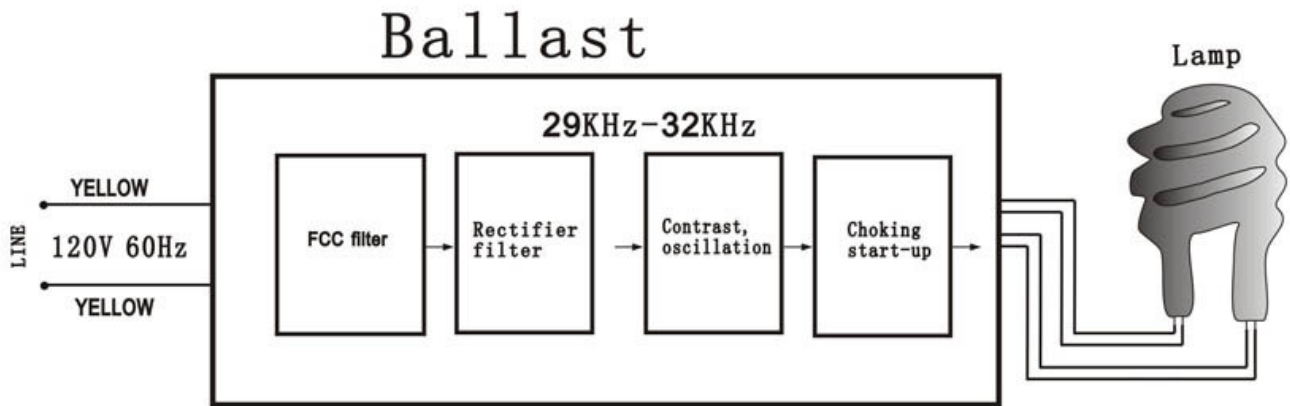 Ballast
Lamp
29KHz-32KHz
YELLOW
LINE
120V 60Hz
YELLOW
FCC filter
Rectifier
filter
Contrast,
oscillation
Choking
start-up